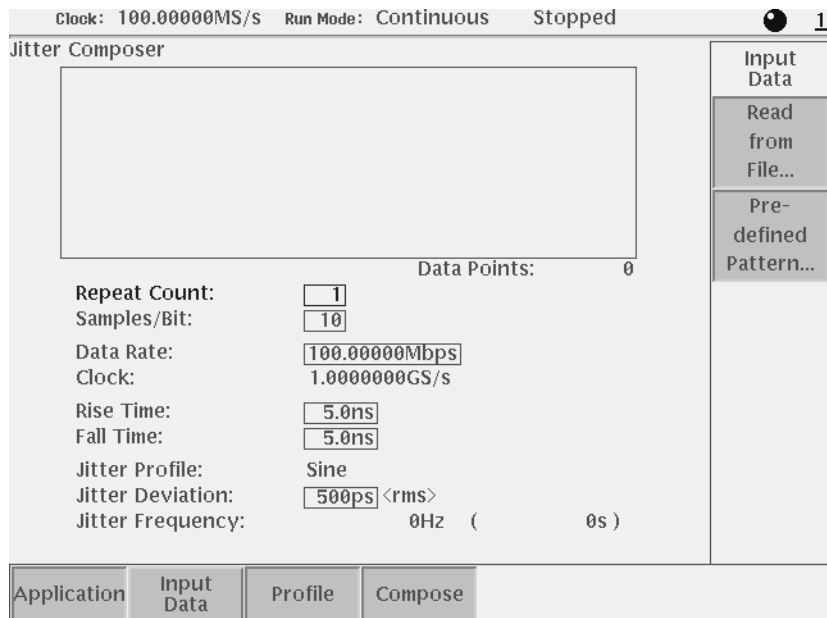 Clock: 100.00000MS/s Run Mode: Continuous Stopped
Jitter Composer
Input
Data
Read
from
File...
Pre-
defined
Pattern...
Data Points: 0
Repeat Count: 1
Samples/Bit: 10
Data Rate: 100.00000Mbps
Clock: 1.0000000GS/s
Rise Time: 5.0ns
Fall Time: 5.0ns
Jitter Profile: Sine
Jitter Deviation: 500ps <rms>
Jitter Frequency: 0Hz ( 0s )
Application
Input
Data
Profile
Compose